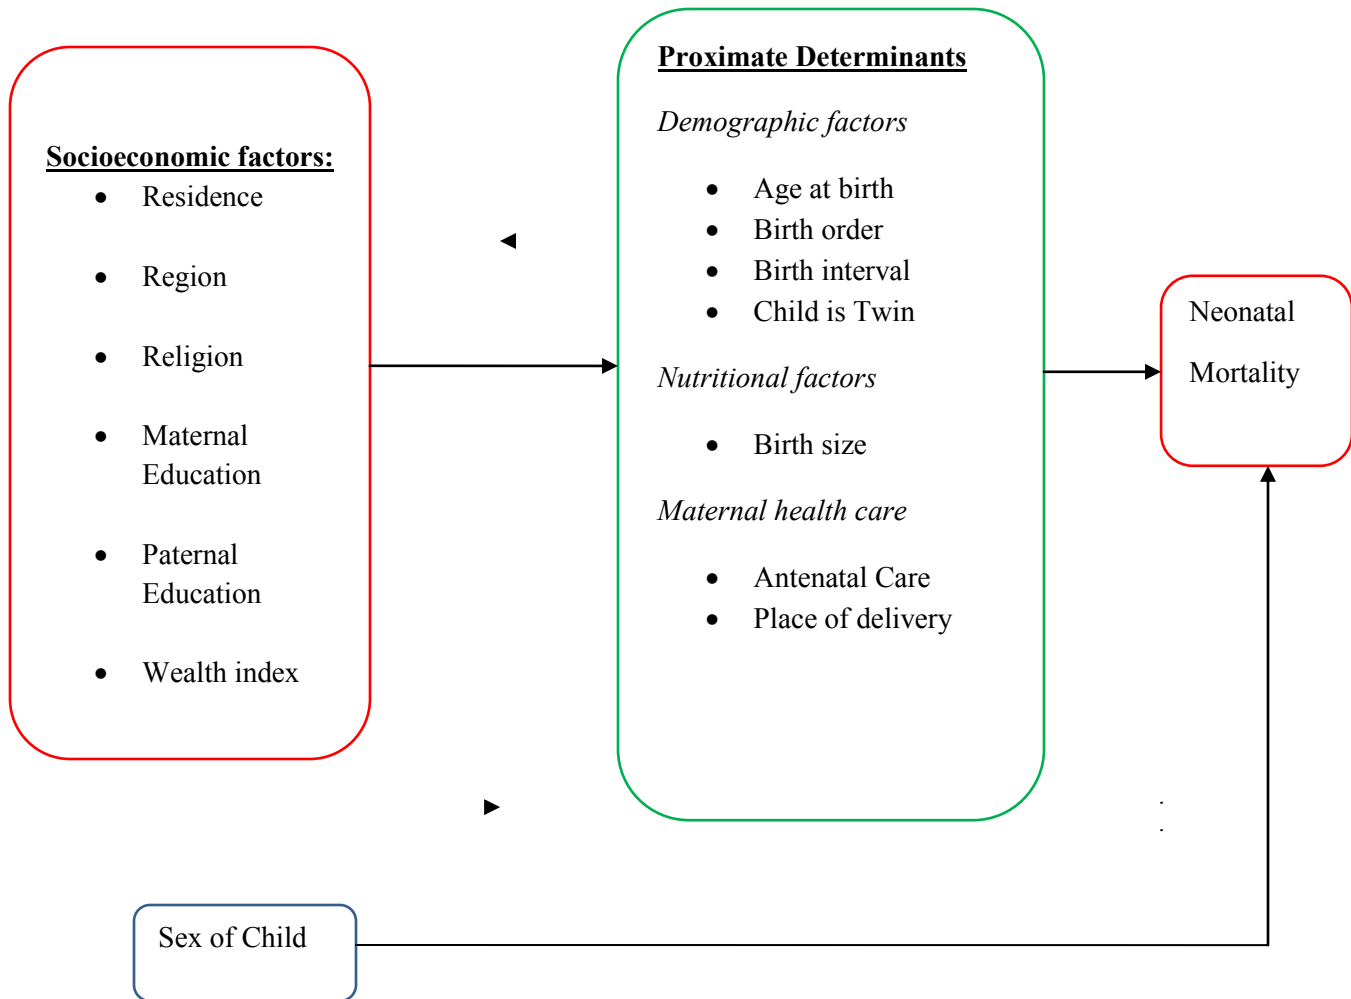 Socioeconomic factors:
• Residence
• Region
• Religion
• Maternal
Education
• Paternal
Education
• Wealth index
Proximate Determinants
Demographic factors
• Age at birth
• Birth order
• Birth interval
• Child is Twin
Nutritional factors
• Birth size
Maternal health care
• Antenatal Care
• Place of delivery
Neonatal
Mortality
Sex of Child